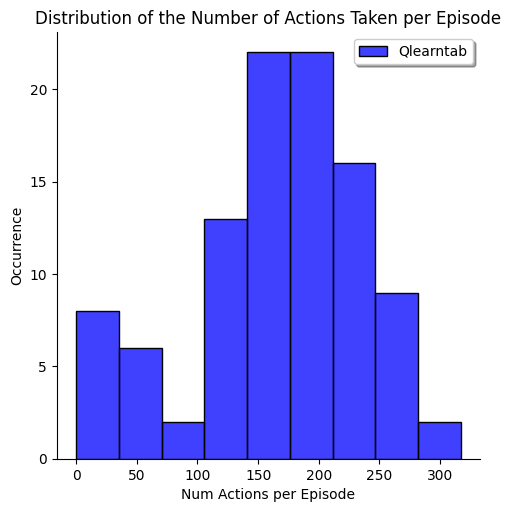 Distribution of the Number of Actions Taken per Episode
Qlearntab
20
15
10
5
0
Occurrence
0 50 100 150 200 250 300
Num Actions per Episode